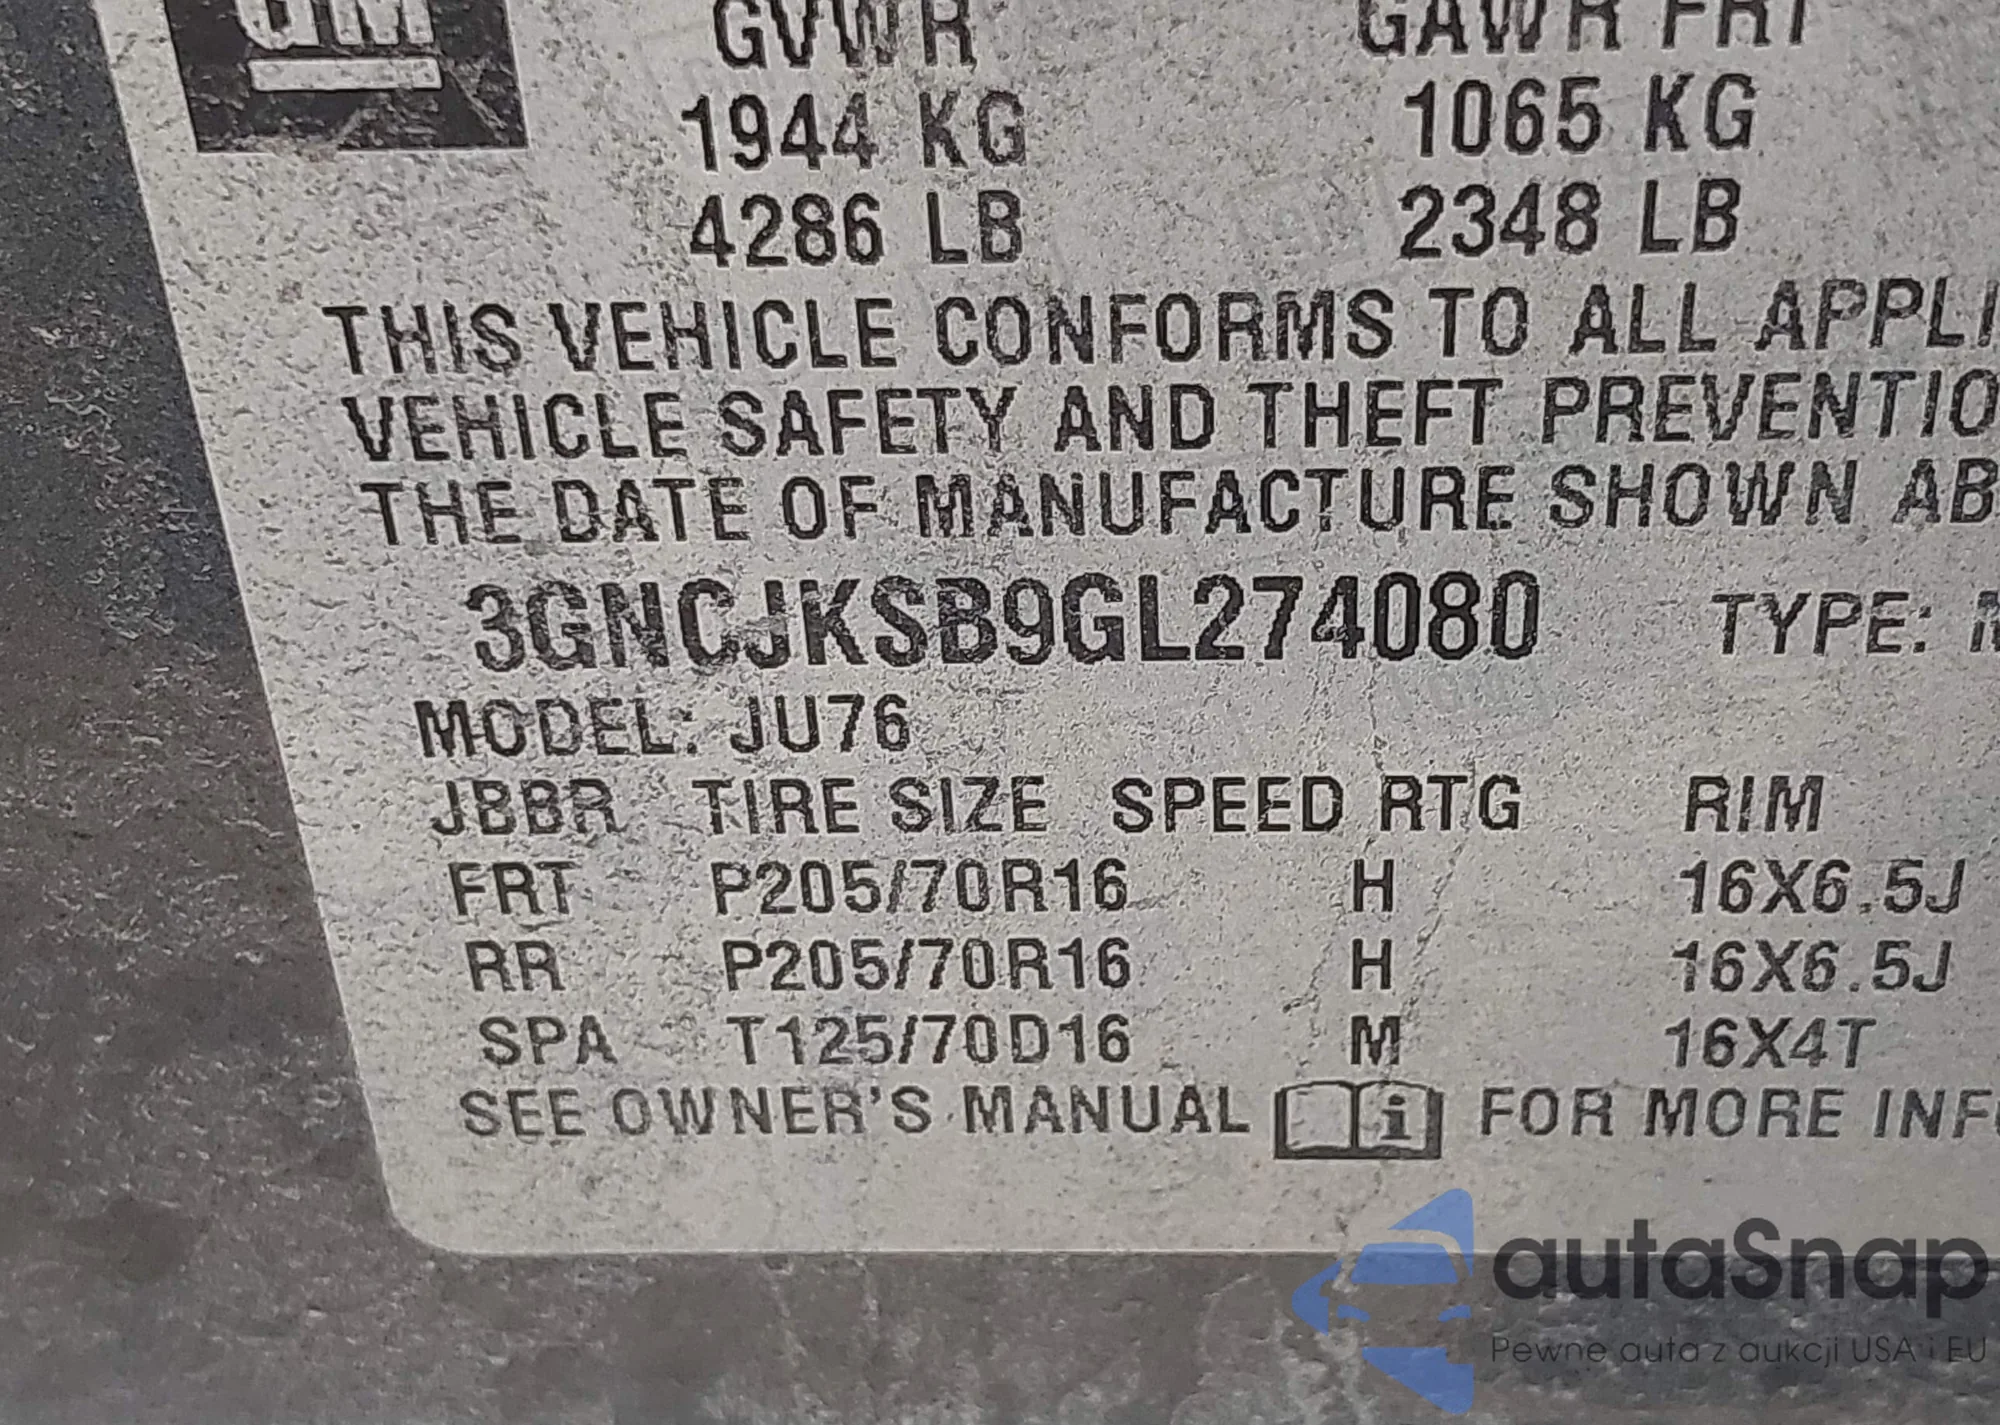 GM GVWR GAWR FRT
1944 KG 1065 KG
4286 LB 2348 LB
THIS VEHICLE CONFORMS TO ALL APPLI
VEHICLE SAFETY AND THEFT PREVENTIO
THE DATE OF MANUFACTURE SHOWN AB
3GNCJKSB9GL274080 TYPE:
MODEL: JU76
JBBR TIRE SIZE SPEED RTG RIM
FRT P205/70R16 H 16X6.5J
RR P205/70R16 H 16X6.5J
SPA T125/70D16 M 16X4T
SEE OWNER'S MANUAL i FOR MORE INF
autaSnap
Pewne auta z aukcji USA i EU